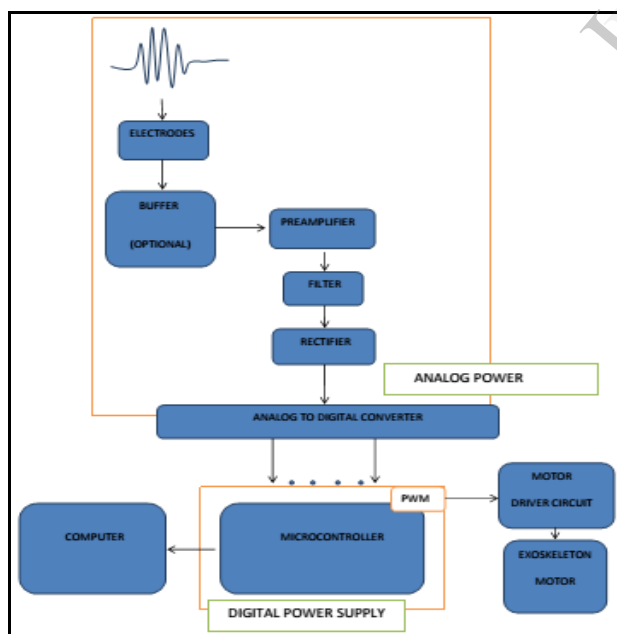 ELECTRODES
BUFFER
(OPTIONAL)
PREAMPLIFIER
FILTER
RECTIFIER
ANALOG POWER
ANALOG TO DIGITAL CONVERTER
PWM
MOTOR
DRIVER CIRCUIT
COMPUTER
MICROCONTROLLER
EXOSKELETON
MOTOR
DIGITAL POWER SUPPLY